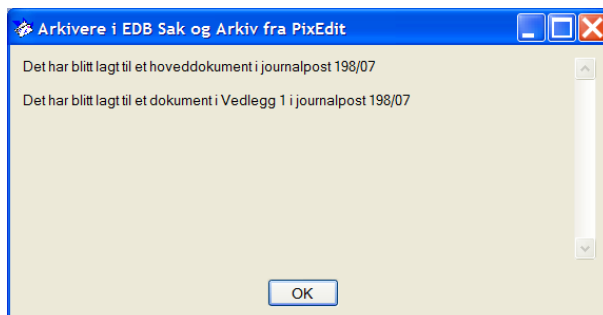 Arkivere i EDB Sak og Arkiv fra PixEdit
Det har blitt lagt til et hoveddokument i journalpost 198/07
Det har blitt lagt til et dokument i Vedlegg 1 i journalpost 198/07
OK